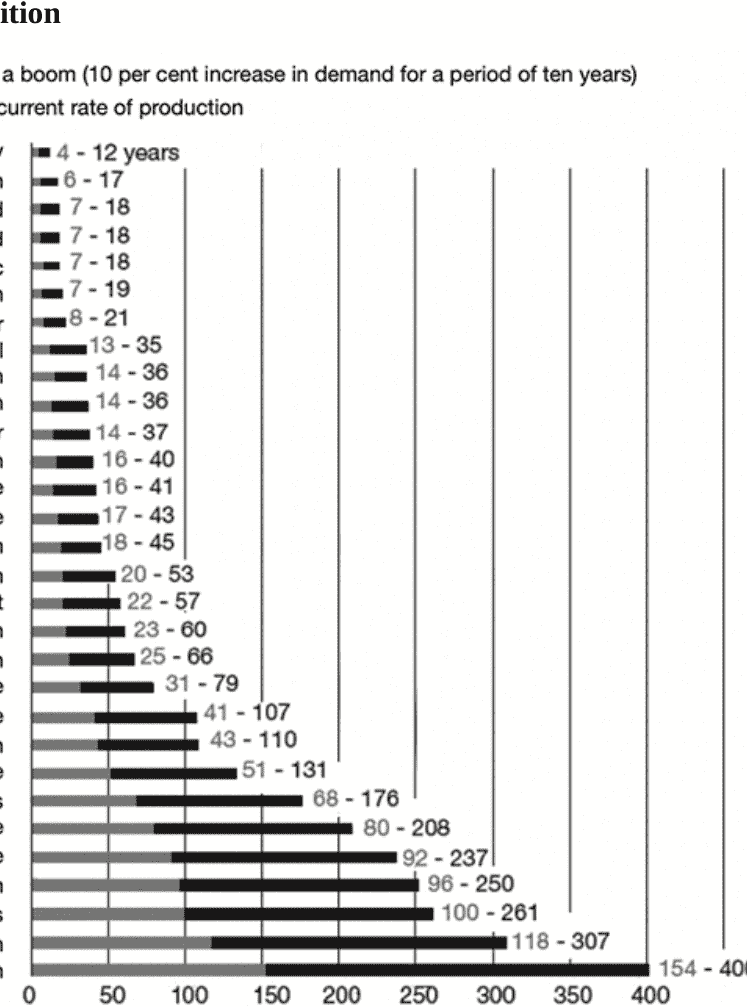 ition
a boom (10 per cent increase in demand for a period of ten years)
current rate of production
4 - 12 years
6 - 17
7 - 18
7 - 18
7 - 18
7 - 19
8 - 21
13 - 35
14 - 36
14 - 36
14 - 37
16 - 40
16 - 41
17 - 43
18 - 45
20 - 53
22 - 57
23 - 60
25 - 66
31 - 79
41 - 107
43 - 110
51 - 131
68 - 176
80 - 208
92 - 237
96 - 250
100 - 261
118 - 307
154 - 40
0 50 100 150 200 250 300 350 400